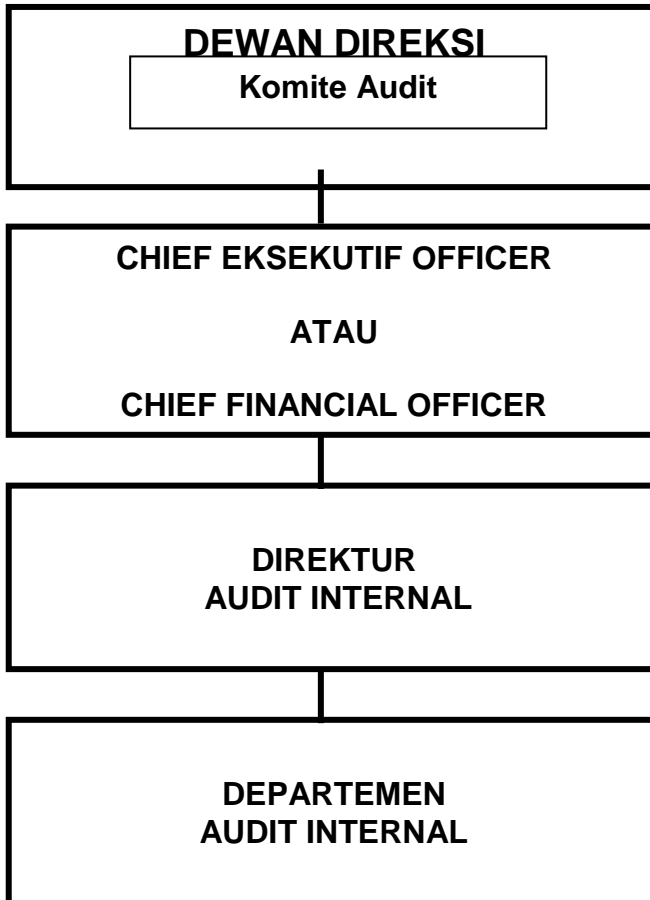 DEWAN DIREKSI
Komite Audit
CHIEF EKSEKUTIF OFFICER
ATAU
CHIEF FINANCIAL OFFICER
DIREKTUR
AUDIT INTERNAL
DEPARTEMEN
AUDIT INTERNAL